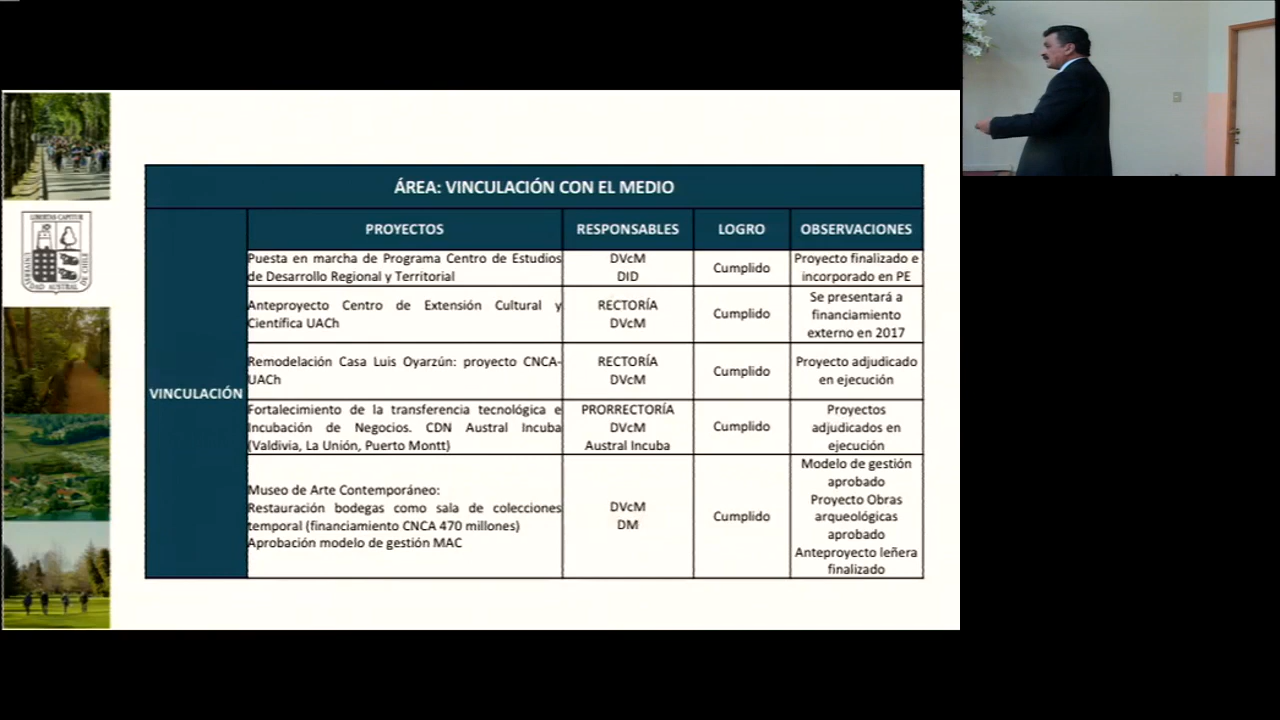 ÁREA: VINCULACIÓN CON EL MEDIO
PROYECTOS
RESPONSABLES
LOGRO
OBSERVACIONES
VINCULACIÓN
Puesta en marcha de Programa Centro de Estudios
de Desarrollo Regional y Territorial
DVcM
DID
Cumplido
Proyecto finalizado e
incorporado en PE
Anteproyecto Centro de Extensión Cultural y
Científica UACh
RECTORÍA
DVcM
Cumplido
Se presentará a
financiamiento
externo en 2017
Remodelación Casa Luis Oyarzún: proyecto CNCA-
UACh
RECTORÍA
DVcM
Cumplido
Proyecto adjudicado
en ejecución
Fortalecimiento de la transferencia tecnológica e
Incubación de Negocios. CDN Austral Incuba
(Valdivia, La Unión, Puerto Montt)
PRORRECTORÍA
DVcM
Austral Incuba
Cumplido
Proyectos
adjudicados en
ejecución
Museo de Arte Contemporáneo:
Restauración bodegas como sala de colecciones
temporal (financiamiento CNCA 470 millones)
Aprobación modelo de gestión MAC
DVcM
DM
Cumplido
Modelo de gestión
aprobado
Proyecto Obras
arqueológicas
aprobado
Anteproyecto leñera
finalizado
LIBERTAS CAPITUR